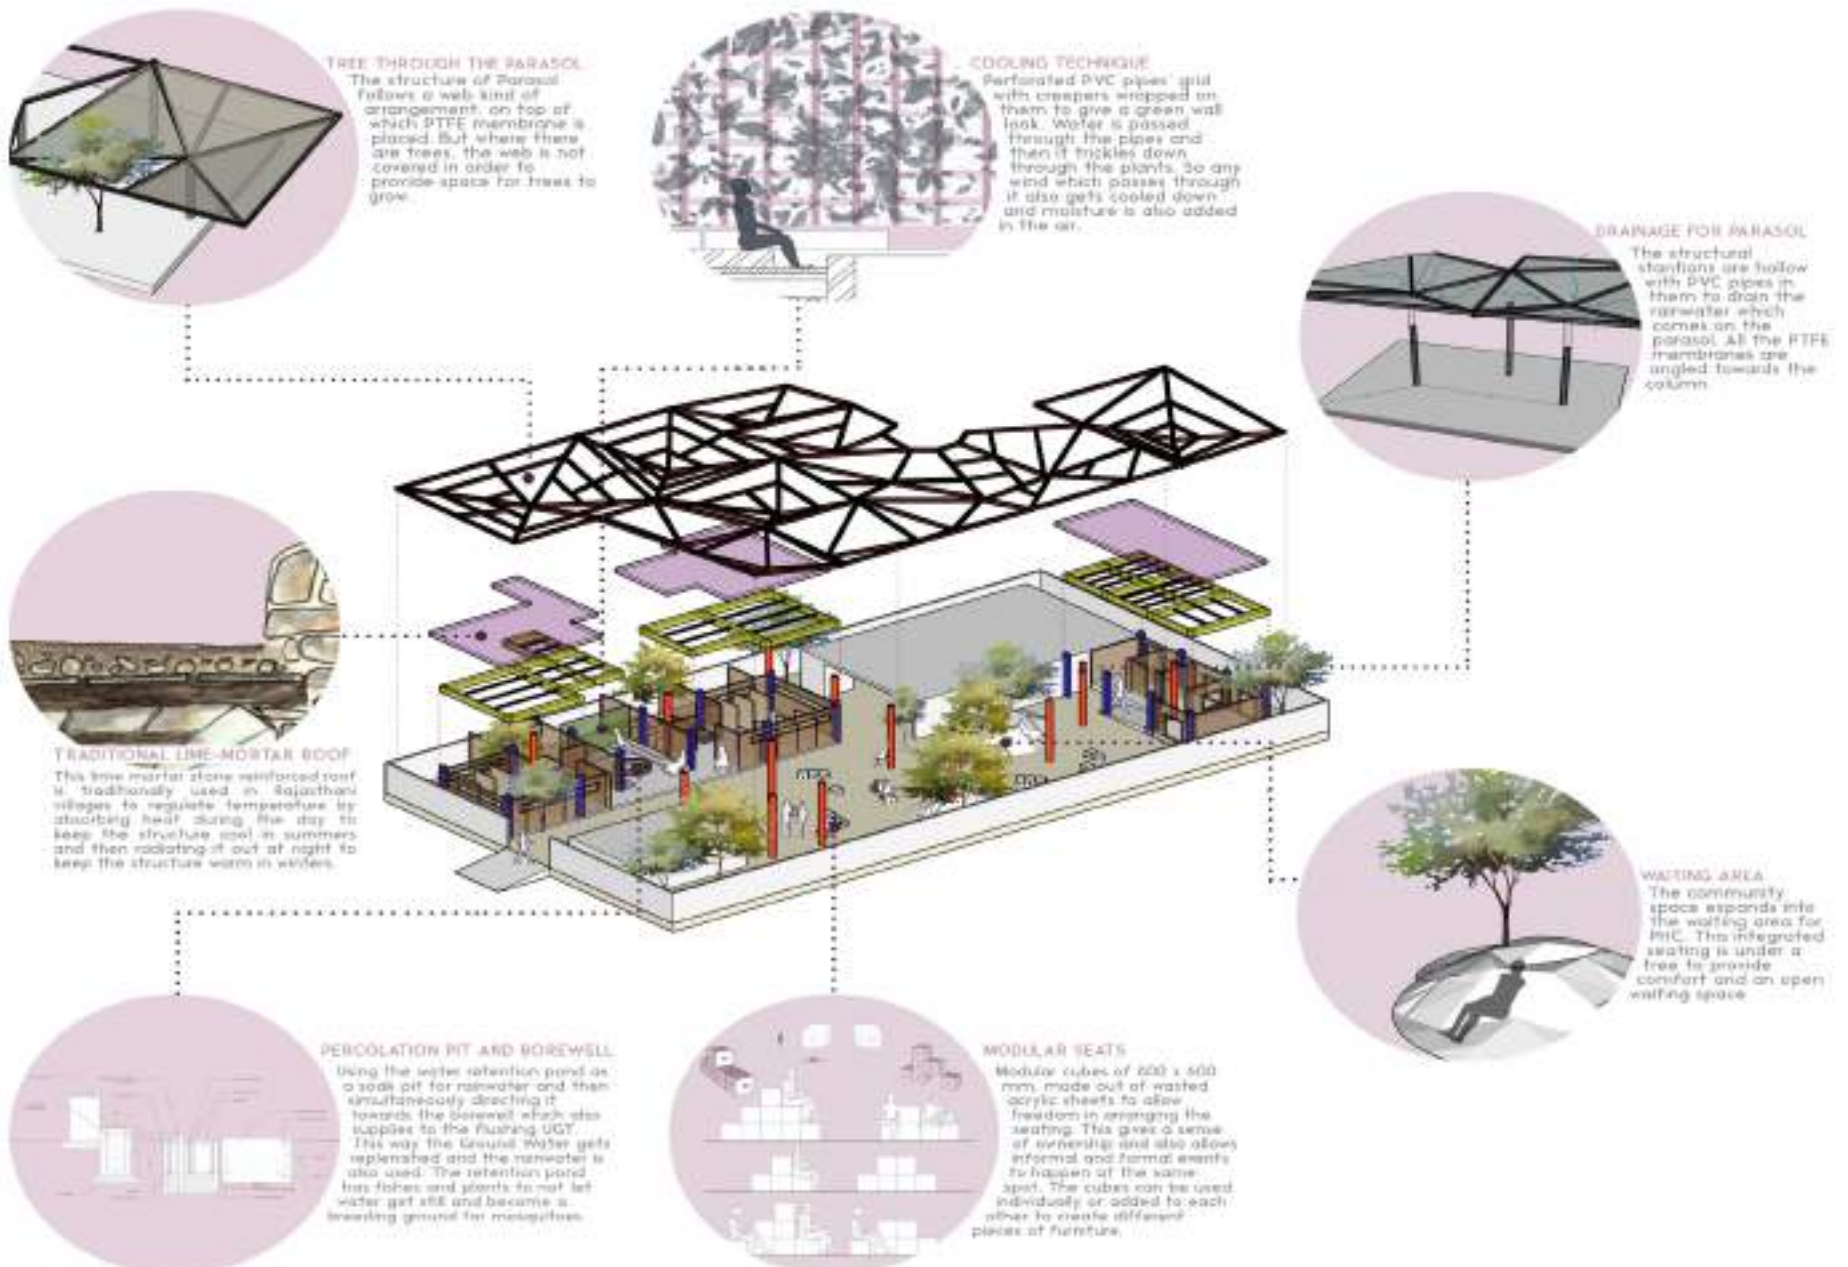 TREE THROUGH THE PARASOL
The structure of Parasol
follows a web kind of
arrangement, on top of
which PTFE membrane is
placed. But where there
are trees, the web is not
covered in order to
provide space for trees to
grow.
COOLING TECHNIQUE
Perforated PVC pipes' grid
with creepers wrapped on
them to give a green wall
look. Water is passed
through the pipes and
then it trickles down
through the plants. So any
wind which passes through
it also gets cooled down
and moisture is also added
in the air.
DRAINAGE FOR PARASOL
The structural
stantians are hollow
with PVC pipes in
them to drain the
rainwater which
comes on the
parasol. All the PTFE
membranes are
angled towards the
column
TRADITIONAL LIME-MORTAR ROOF
This lime mortar stone reinforced roof
is traditionally used in Rajasthani
villages to regulate temperature by
absorbing heat during the day to
keep the structure cool in summers
and then radiating it out at night to
keep the structure warm in winters.
WAITING AREA
The community
space expands into
the waiting area for
PHC. This integrated
seating is under a
tree to provide
comfort and an open
waiting space
PERCOLATION PIT AND BOREWELL
Using the water retention pond as
a soak pit for rainwater and then
simultaneously directing it
towards the borewell which also
supplies to the flushing UGT
This way the Ground Water gets
replenished and the rainwater is
also used. The retention pond
has fishes and plants to not let
water get still and become a
breeding ground for mosquitoes.
MODULAR SEATS
Modular cubes of 600 x 600
mm, made out of wasted
acrylic sheets to allow
freedom in arranging the
seating. This gives a sense
of ownership and also allows
informal and formal events
to happen at the same
spot. The cubes can be used
individually or added to each
other to create different
pieces of furniture.